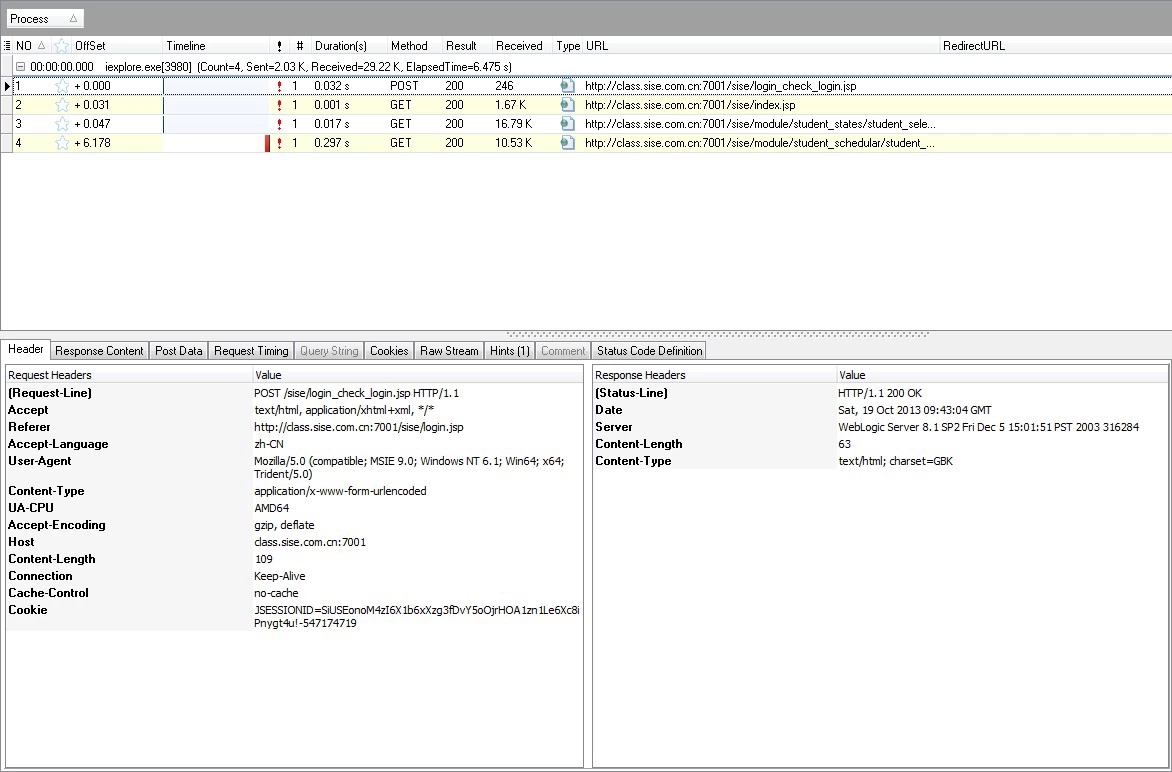 Process
NO OffSet Timeline ! # Duration(s) Method Result Received Type URL RedirectURL
00:00:00.000 iexplore.exe[3980] (Count=4, Sent=2.03 K, Received=29.22 K, ElapsedTime=6.475 s)
1 + 0.000 ! 1 0.032 s POST 200 246 http://class.sise.com.cn:7001/sise/login_check_login.jsp
2 + 0.031 ! 1 0.001 s GET 200 1.67 K http://class.sise.com.cn:7001/sise/index.jsp
3 + 0.047 ! 1 0.017 s GET 200 16.79 K http://class.sise.com.cn:7001/sise/module/student_states/student_sele...
4 + 6.178 ! 1 0.297 s GET 200 10.53 K http://class.sise.com.cn:7001/sise/module/student_schedular/student_...
Header Response Content Post Data Request Timing Query String Cookies Raw Stream Hints (1) Comment Status Code Definition
Request Headers Value
(Request-Line) POST /sise/login_check_login.jsp HTTP/1.1
Accept text/html, application/xhtml+xml, */*
Referer http://class.sise.com.cn:7001/sise/login.jsp
Accept-Language zh-CN
User-Agent Mozilla/5.0 (compatible; MSIE 9.0; Windows NT 6.1; Win64; x64;
Trident/5.0)
Content-Type application/x-www-form-urlencoded
UA-CPU AMD64
Accept-Encoding gzip, deflate
Host class.sise.com.cn:7001
Content-Length 109
Connection Keep-Alive
Cache-Control no-cache
Cookie JSESSIONID=SiUSEonoM4zI6X1b6xXzg3fDvY5oOjrHOA1zn1Le6Xc8i
Pnygt4u!-547174719
Response Headers Value
(Status-Line) HTTP/1.1 200 OK
Date Sat, 19 Oct 2013 09:43:04 GMT
Server WebLogic Server 8.1 SP2 Fri Dec 5 15:01:51 PST 2003 316284
Content-Length 63
Content-Type text/html; charset=GBK